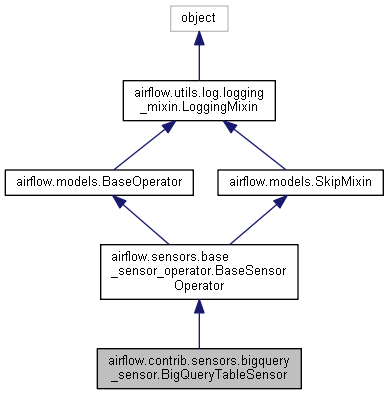 object
airflow.utils.log.logging
_mixin.LoggingMixin
airflow.models.BaseOperator
airflow.models.SkipMixin
airflow.sensors.base
_sensor_operator.BaseSensor
Operator
airflow.contrib.sensors.bigquery
_sensor.BigQueryTableSensor